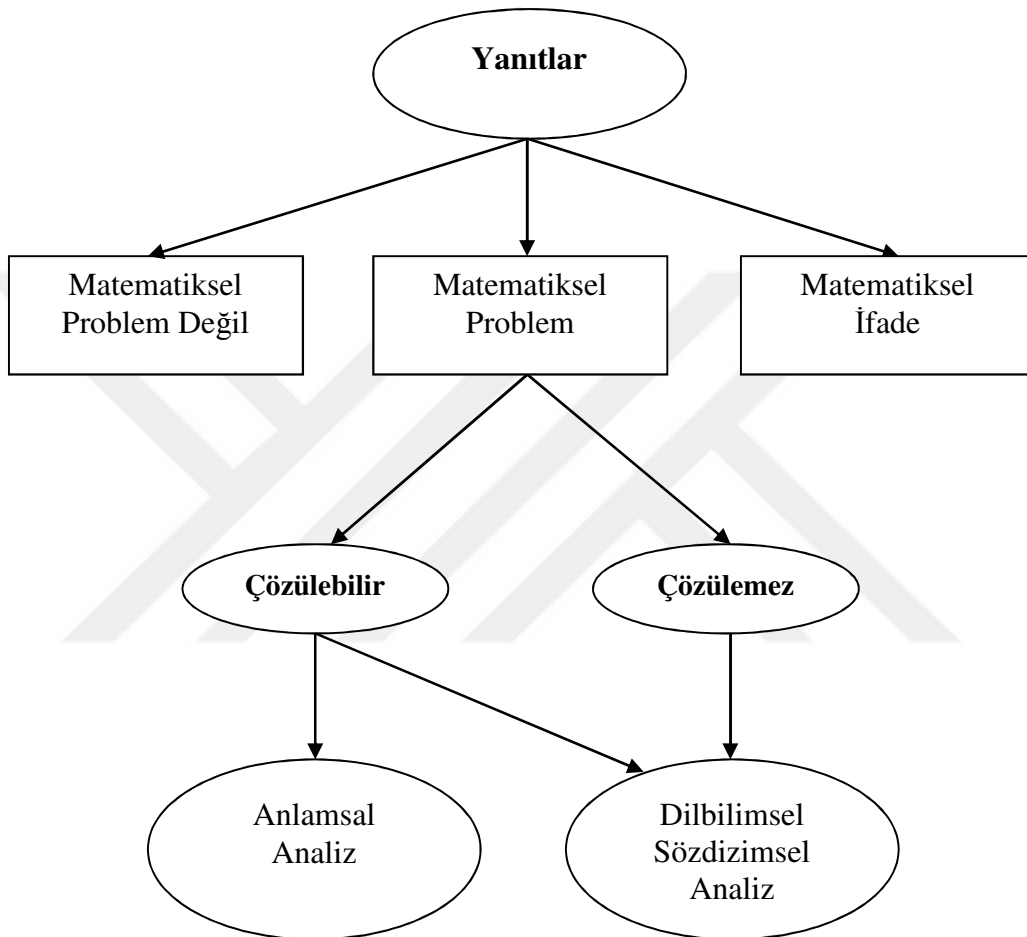 Yanıtlar
Matematiksel
Problem Değil
Matematiksel
Problem
Matematiksel
İfade
Çözülebilir
Çözülemez
Anlamsal
Analiz
Dilbilimsel
Sözdizimsel
Analiz